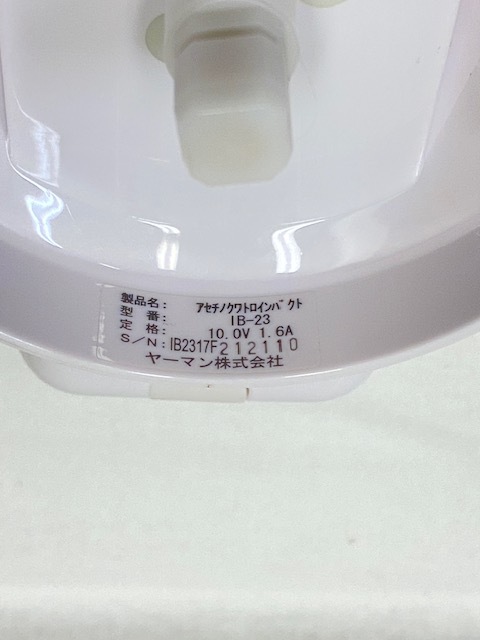 製品名: アセチノクワトロインパクト
型 番: IB-23
定 格: 10.0V 1.6A
S/N:IB2317F212110
ヤーマン株式会社